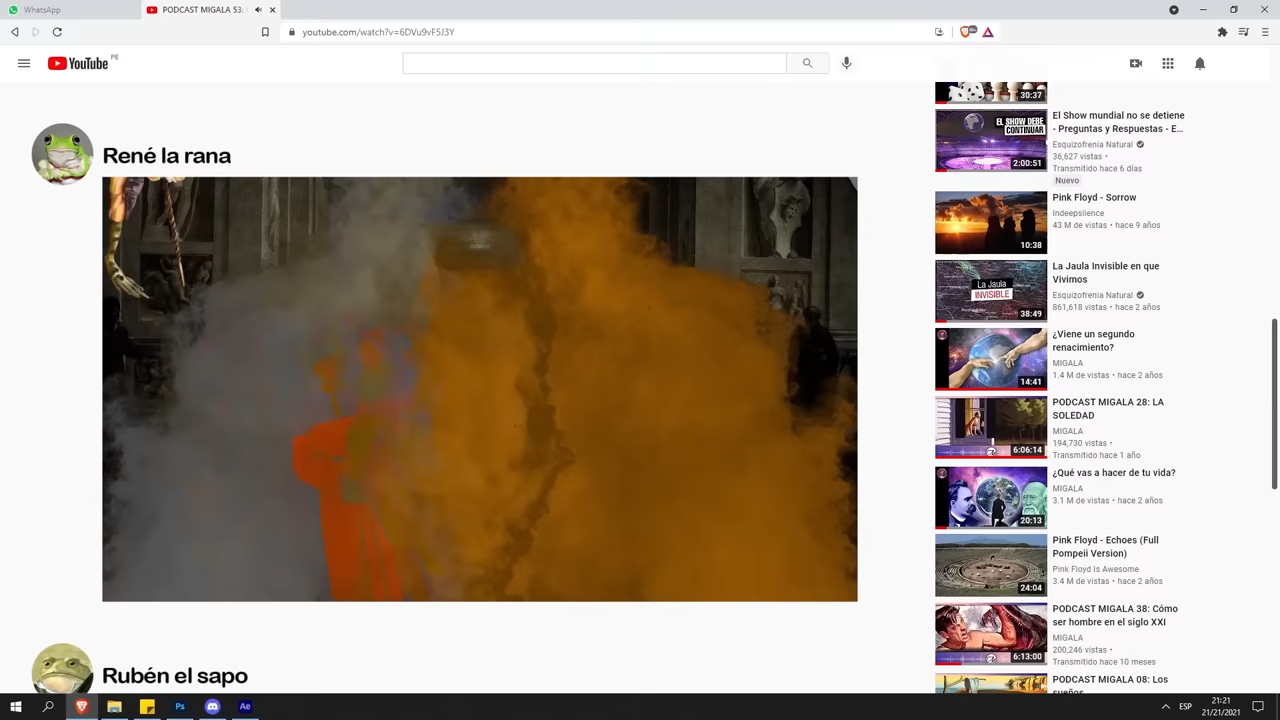 WhatsApp
PODCAST MIGALA 53:
youtube.com/watch?v=6DVu9vF5J3Y
YouTube PE
30:37
El Show mundial no se detiene
- Preguntas y Respuestas - E...
Esquizofrenia Natural
36,627 vistas •
Transmitido hace 6 días
Nuevo
EL SHOW DEBE
CONTINUAR
2:00:51
René la rana
Pink Floyd - Sorrow
Indeepsilence
43 M de vistas • hace 9 años
10:38
La Jaula Invisible en que
Vivimos
Esquizofrenia Natural
861,618 vistas • hace 2 años
La Jaula
INVISIBLE
38:49
¿Viene un segundo
renacimiento?
MIGALA
1.4 M de vistas • hace 2 años
14:41
PODCAST MIGALA 28: LA
SOLEDAD
MIGALA
194,730 vistas •
Transmitido hace 1 año
6:06:14
¿Qué vas a hacer de tu vida?
MIGALA
3.1 M de vistas • hace 2 años
20:13
Pink Floyd - Echoes (Full
Pompeii Version)
Pink Floyd Is Awesome
3.4 M de vistas • hace 2 años
24:04
PODCAST MIGALA 38: Cómo
ser hombre en el siglo XXI
MIGALA
200,246 vistas •
Transmitido hace 10 meses
6:13:00
Rubén el sapo
PODCAST MIGALA 08: Los
sueños
Ps
Ae
ESP
21:21
21/21/2021